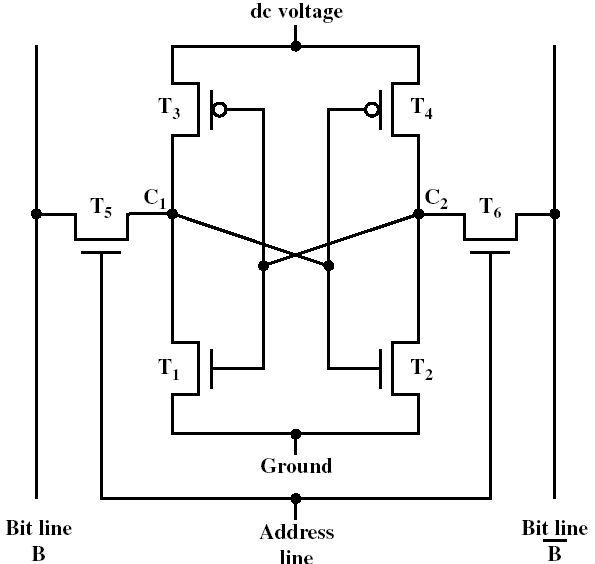 dc voltage
T3
T4
T5
C1
C2
T6
T1
T2
Ground
Bit line
B
Address
line
Bit line
B̅